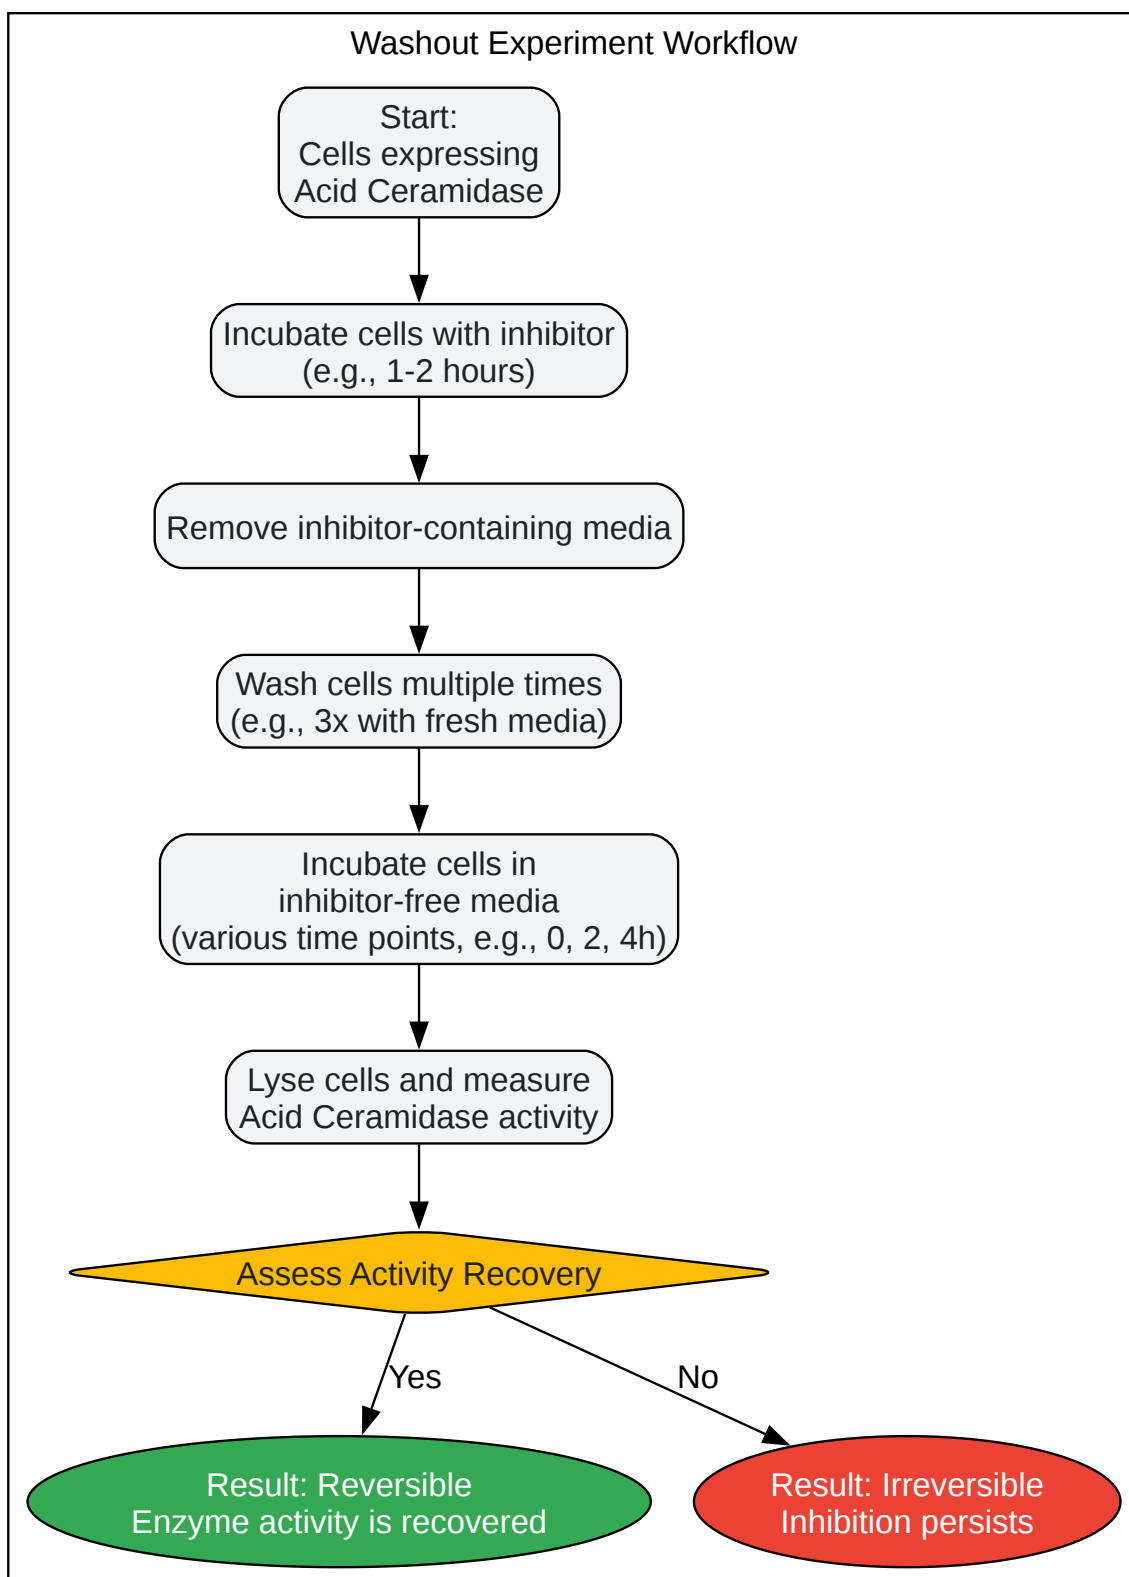 Washout Experiment Workflow
Start:
Cells expressing
Acid Ceramidase
Incubate cells with inhibitor
(e.g., 1-2 hours)
Remove inhibitor-containing media
Wash cells multiple times
(e.g., 3x with fresh media)
Incubate cells in
inhibitor-free media
(various time points, e.g., 0, 2, 4h)
Lyse cells and measure
Acid Ceramidase activity
Assess Activity Recovery
Yes
No
Result: Reversible
Enzyme activity is recovered
Result: Irreversible
Inhibition persists